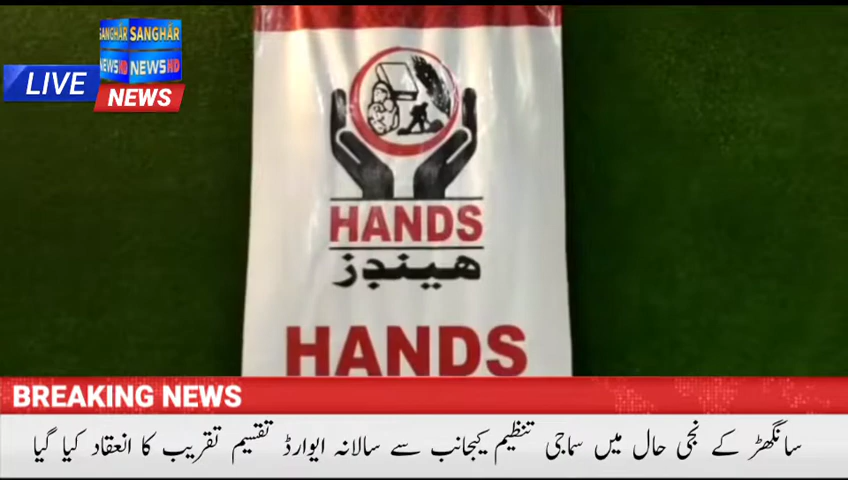 SANGHAR SANGHAR
NEWS HD NEWS HD
LIVE
NEWS
HANDS
هينڊز
HANDS
BREAKING NEWS
سانگھڑ کے نجی حال میں سماجی تنظیم کیجانب سے سالانہ ایوارڈ تقسیم تقریب کا انعقاد کیا گیا